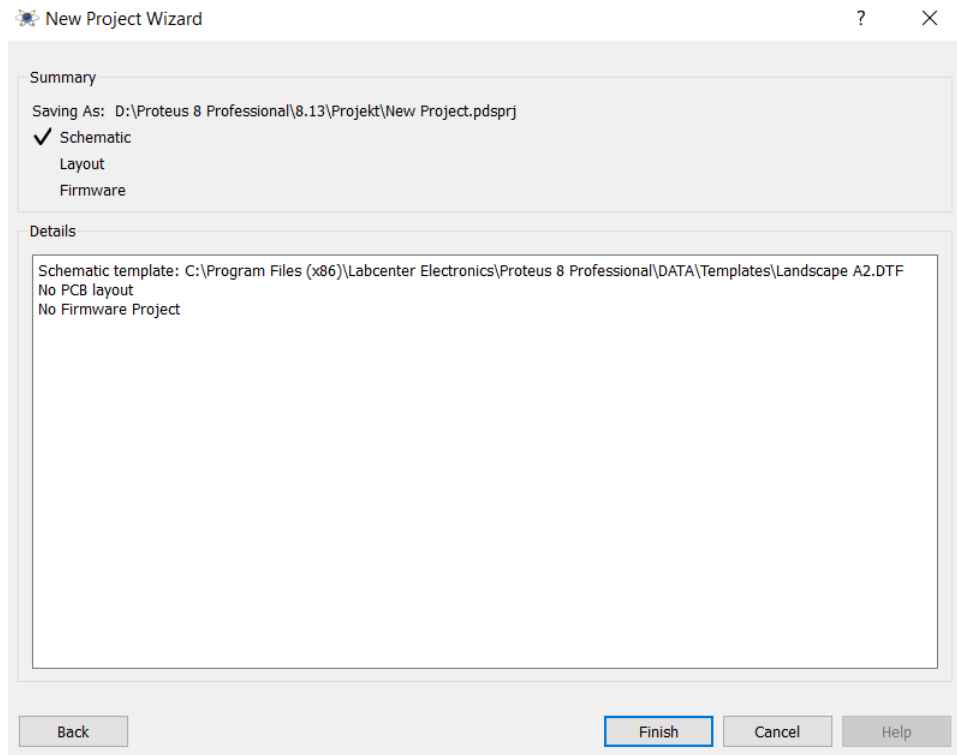 New Project Wizard
?
Summary
Saving As: D:\Proteus 8 Professional\8.13\Projekt\New Project.pdsprj
Schematic
Layout
Firmware
Details
Schematic template: C:\Program Files (x86)\Labcenter Electronics\Proteus 8 Professional\DATA\Templates\Landscape A2.DTF
No PCB layout
No Firmware Project
Back
Finish
Cancel
Help